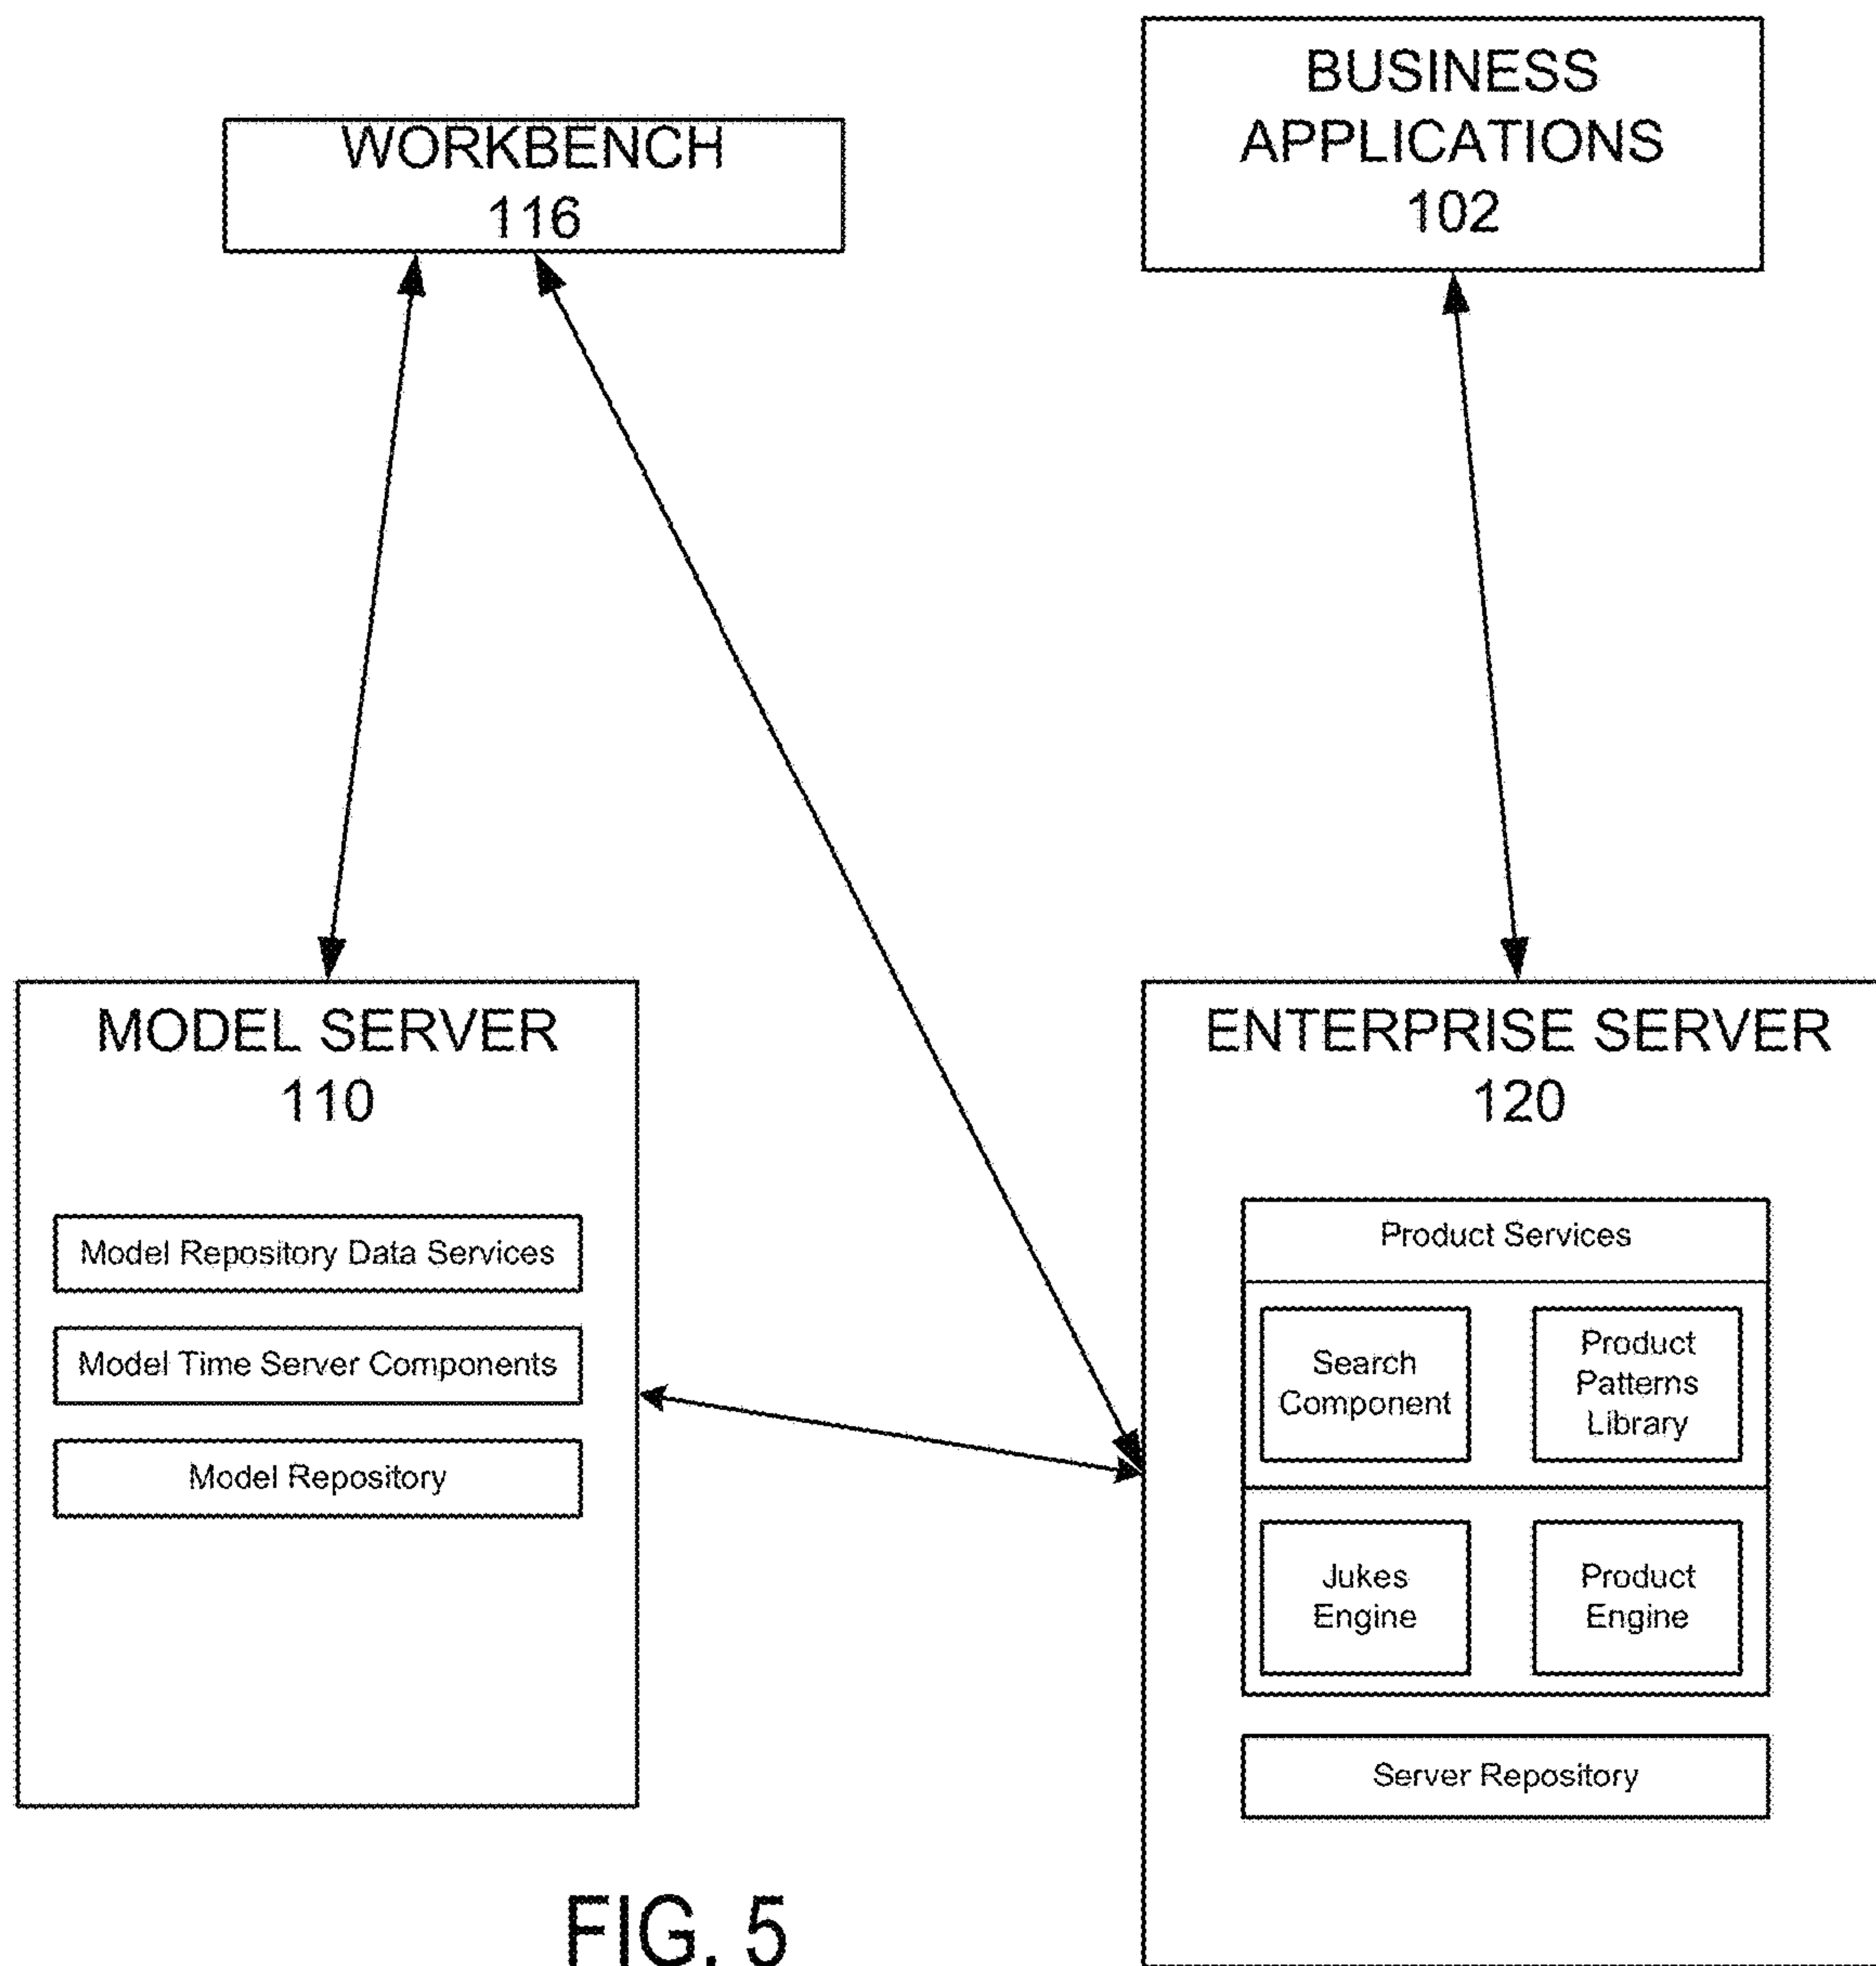 WORKBENCH
116
BUSINESS
APPLICATIONS
102
MODEL SERVER
110
Model Repository Data Services
Model Time Server Components
Model Repository
ENTERPRISE SERVER
120
Product Services
Search
Component
Product
Patterns
Library
Jukes
Engine
Product
Engine
Server Repository
FIG. 5